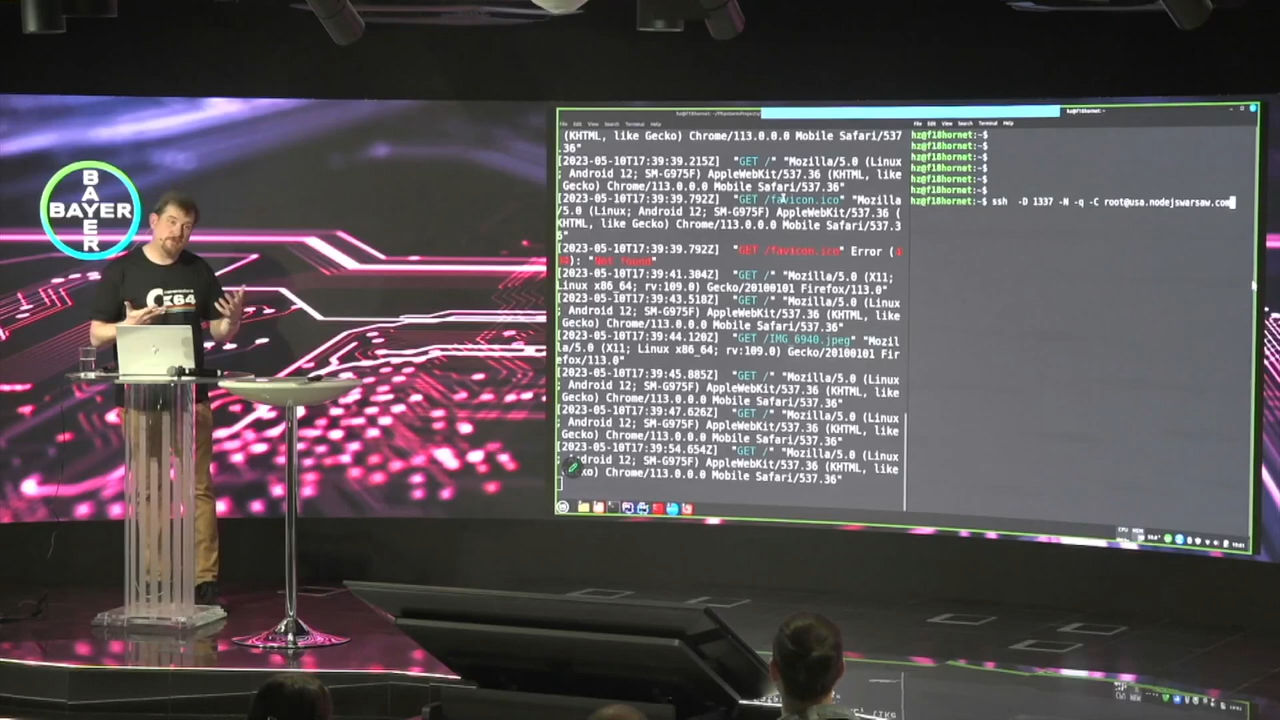 BAYER
BAYER
C64
File Edit View Search Terminal Help
(KHTML, like Gecko) Chrome/113.0.0.0 Mobile Safari/537
.36"
[2023-05-10T17:39:39.215Z] "GET /" "Mozilla/5.0 (Linux
; Android 12; SM-G975F) AppleWebKit/537.36 (KHTML, like
Gecko) Chrome/113.0.0.0 Mobile Safari/537.36"
[2023-05-10T17:39:39.792Z] "GET /favicon.ico" "Mozilla
/5.0 (Linux; Android 12; SM-G975F) AppleWebKit/537.36 (
KHTML, like Gecko) Chrome/113.0.0.0 Mobile Safari/537.3
[2023-05-10T17:39:39.792Z] "GET /favicon.ico" Error (4
04): "Not found"
[2023-05-10T17:39:41.304Z] "GET /" "Mozilla/5.0 (X11;
Linux x86_64; rv:109.0) Gecko/20100101 Firefox/113.0"
[2023-05-10T17:39:43.518Z] "GET /" "Mozilla/5.0 (Linux
; Android 12; SM-G975F) AppleWebKit/537.36 (KHTML, like
Gecko) Chrome/113.0.0.0 Mobile Safari/537.36"
[2023-05-10T17:39:44.120Z] "GET /IMG_6940.jpeg" "Mozil
la/5.0 (X11; Linux x86_64; rv:109.0) Gecko/20100101 Fir
efox/113.0"
[2023-05-10T17:39:45.885Z] "GET /" "Mozilla/5.0 (Linux
; Android 12; SM-G975F) AppleWebKit/537.36 (KHTML, like
Gecko) Chrome/113.0.0.0 Mobile Safari/537.36"
[2023-05-10T17:39:47.626Z] "GET /" "Mozilla/5.0 (Linux
; Android 12; SM-G975F) AppleWebKit/537.36 (KHTML, like
Gecko) Chrome/113.0.0.0 Mobile Safari/537.36"
[2023-05-10T17:39:54.654Z] "GET /" "Mozilla/5.0 (Linux
; Android 12; SM-G975F) AppleWebKit/537.36 (KHTML, like
Gecko) Chrome/113.0.0.0 Mobile Safari/537.36"
hz@f18hornet: ~
File Edit View Search Terminal Help
hz@f18hornet:~$
hz@f18hornet:~$
hz@f18hornet:~$
hz@f18hornet:~$
hz@f18hornet:~$
hz@f18hornet:~$
hz@f18hornet:~$ ssh -D 1337 -N -q -C root@usa.nodejswarsaw.com